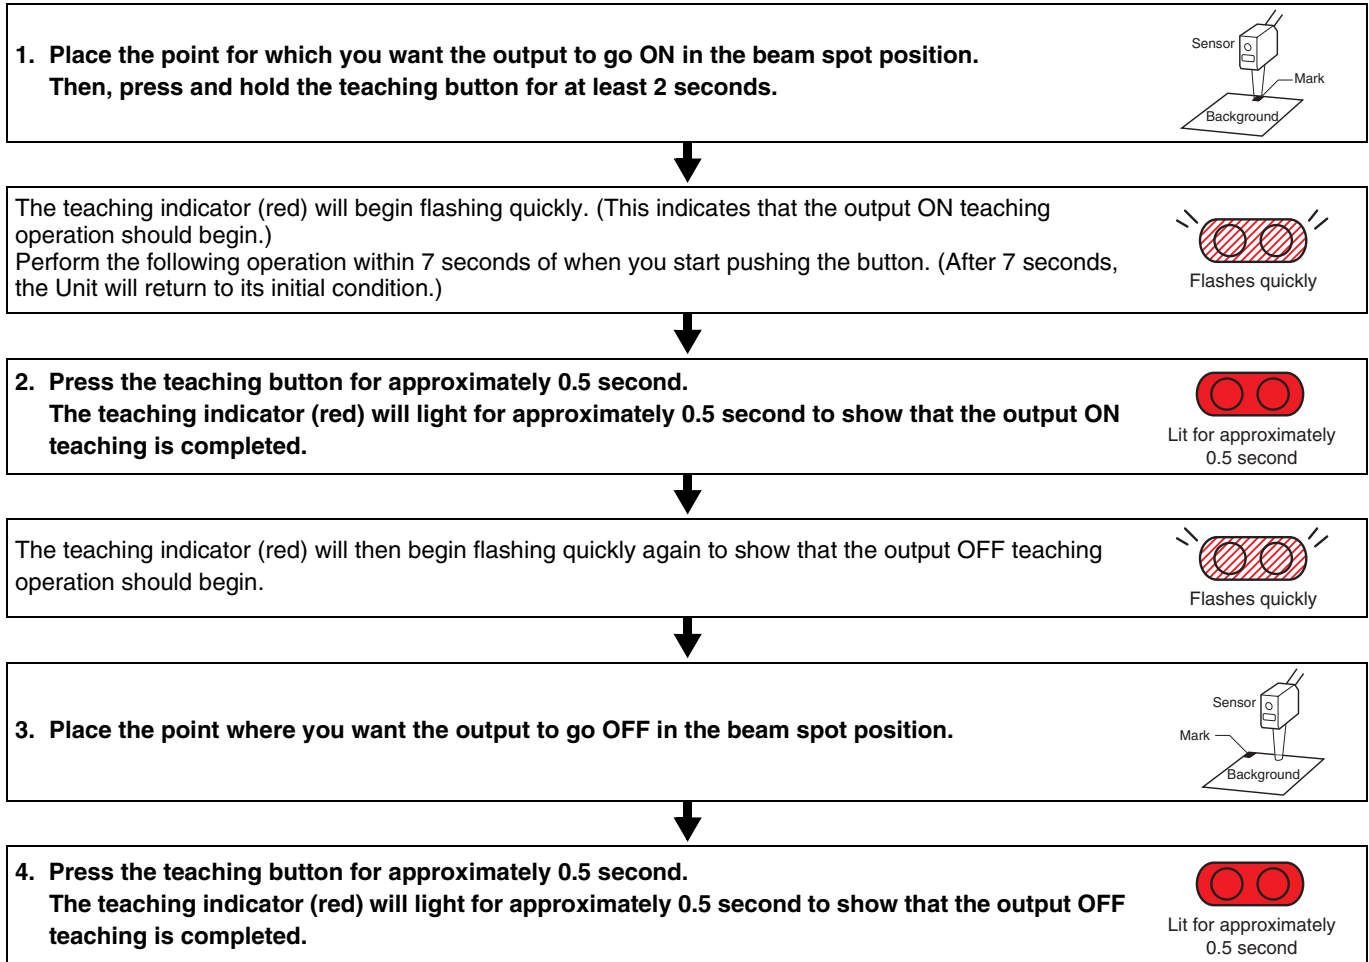 1. Place the point for which you want the output to go ON in the beam spot position.
Then, press and hold the teaching button for at least 2 seconds.
Sensor
Mark
Background
The teaching indicator (red) will begin flashing quickly. (This indicates that the output ON teaching
operation should begin.)
Perform the following operation within 7 seconds of when you start pushing the button. (After 7 seconds,
the Unit will return to its initial condition.)
Flashes quickly
2. Press the teaching button for approximately 0.5 second.
The teaching indicator (red) will light for approximately 0.5 second to show that the output ON
teaching is completed.
Lit for approximately
0.5 second
The teaching indicator (red) will then begin flashing quickly again to show that the output OFF teaching
operation should begin.
Flashes quickly
3. Place the point where you want the output to go OFF in the beam spot position.
Sensor
Mark
Background
4. Press the teaching button for approximately 0.5 second.
The teaching indicator (red) will light for approximately 0.5 second to show that the output OFF
teaching is completed.
Lit for approximately
0.5 second